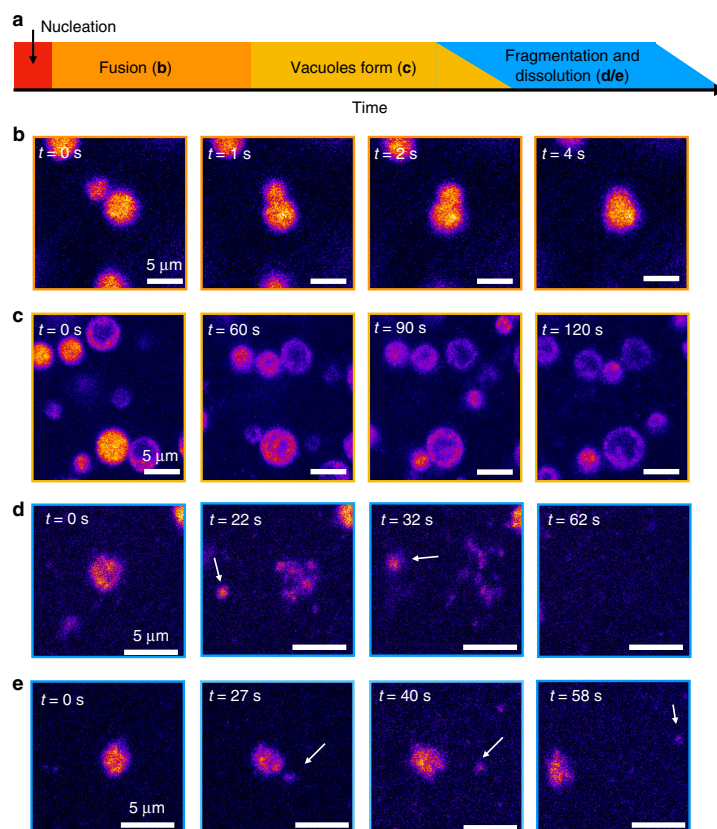 a
Nucleation
Fusion (b)
Vacuoles form (c)
Fragmentation and
dissolution (d/e)
Time
b
t = 0 s
t = 1 s
t = 2 s
t = 4 s
5 μm
c
t = 0 s
t = 60 s
t = 90 s
t = 120 s
5 μm
d
t = 0 s
t = 22 s
t = 32 s
t = 62 s
5 μm
e
t = 0 s
t = 27 s
t = 40 s
t = 58 s
5 μm